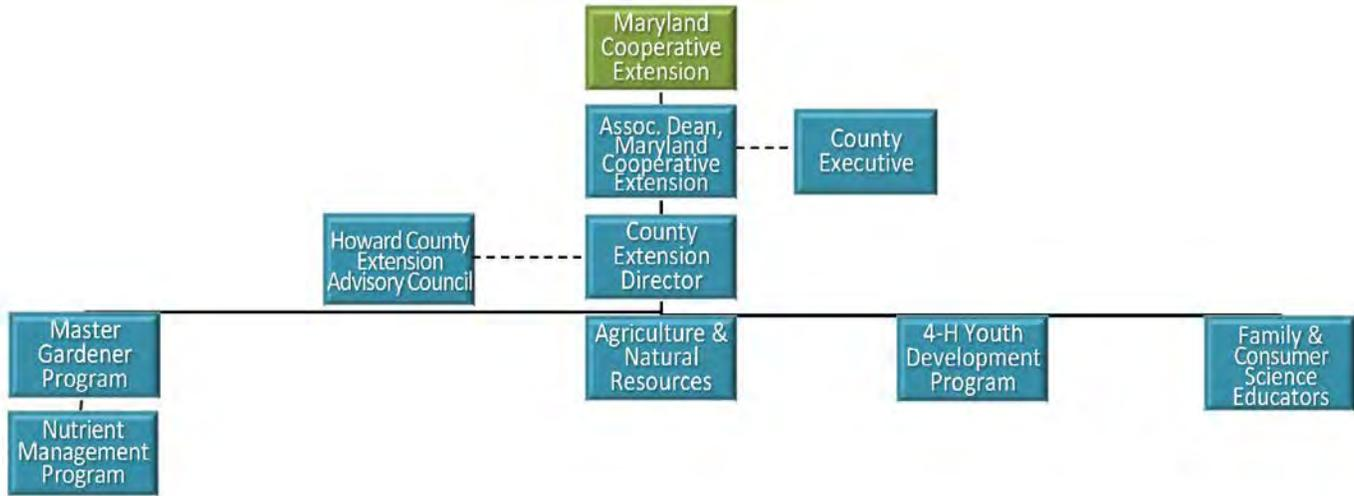 Maryland
Cooperative
Extension
Assoc. Dean,
Maryland
Cooperative
Extension
County
Executive
Howard County
Extension
Advisory Council
County
Extension
Director
Master
Gardener
Program
Agriculture &
Natural
Resources
4-H Youth
Development
Program
Family &
Consumer
Science
Educators
Nutrient
Management
Program